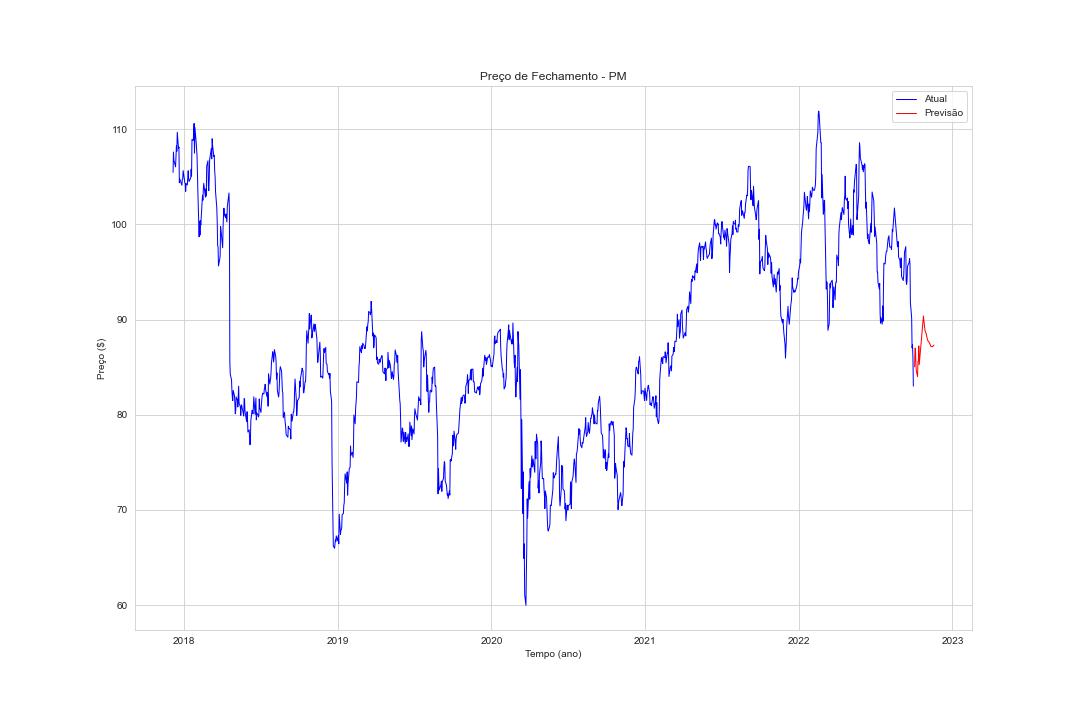 Preço de Fechamento - PM
Atual
Previsão
Preço ($)
110
100
90
80
70
60
2018
2019
2020
2021
2022
2023
Tempo (ano)